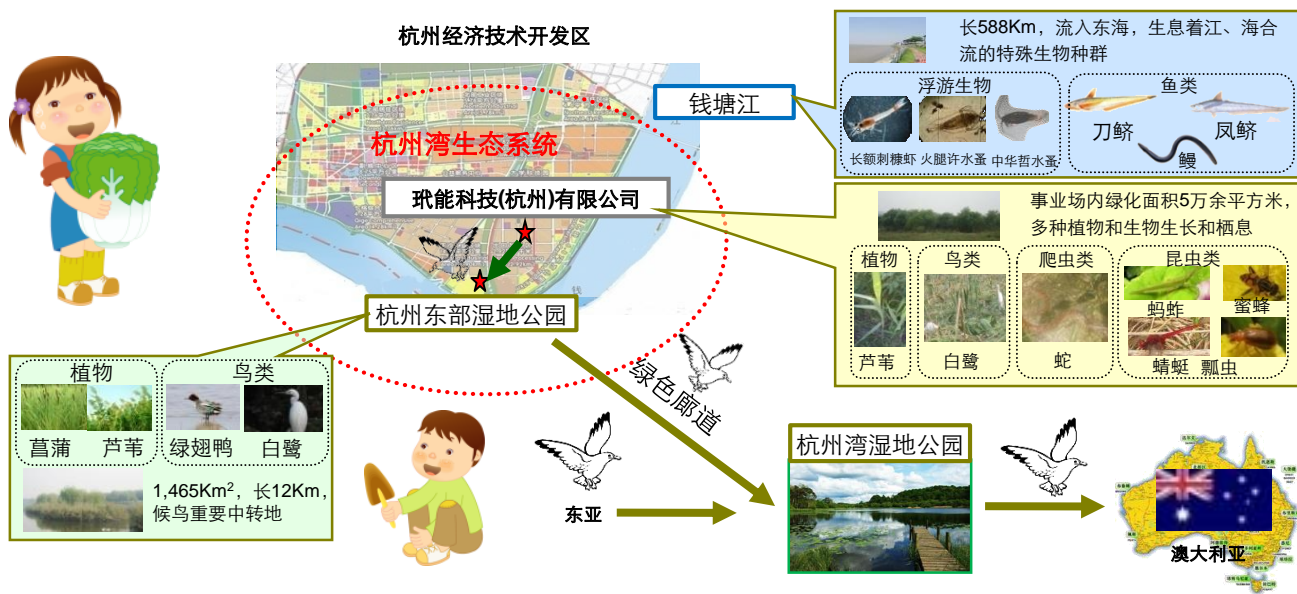 杭州经济技术开发区
杭州湾生态系统
玳能科技(杭州)有限公司
杭州东部湿地公园
钱塘江
长588Km，流入东海，生息着江、海合
流的特殊生物种群
浮游生物
长额刺糠虾 火腿许水蚤 中华哲水蚤
鱼类
刀鲚
凤鲚
鳗
事业场内绿化面积5万余平方米，
多种植物和生物生长和栖息
植物
芦苇
鸟类
白鹭
爬虫类
蛇
昆虫类
蚂蚱
蜜蜂
蜻蜓
瓢虫
植物
菖蒲
芦苇
鸟类
绿翅鸭
白鹭
1,465Km²，长12Km，
候鸟重要中转地
绿色廊道
东亚
杭州湾湿地公园
澳大利亚